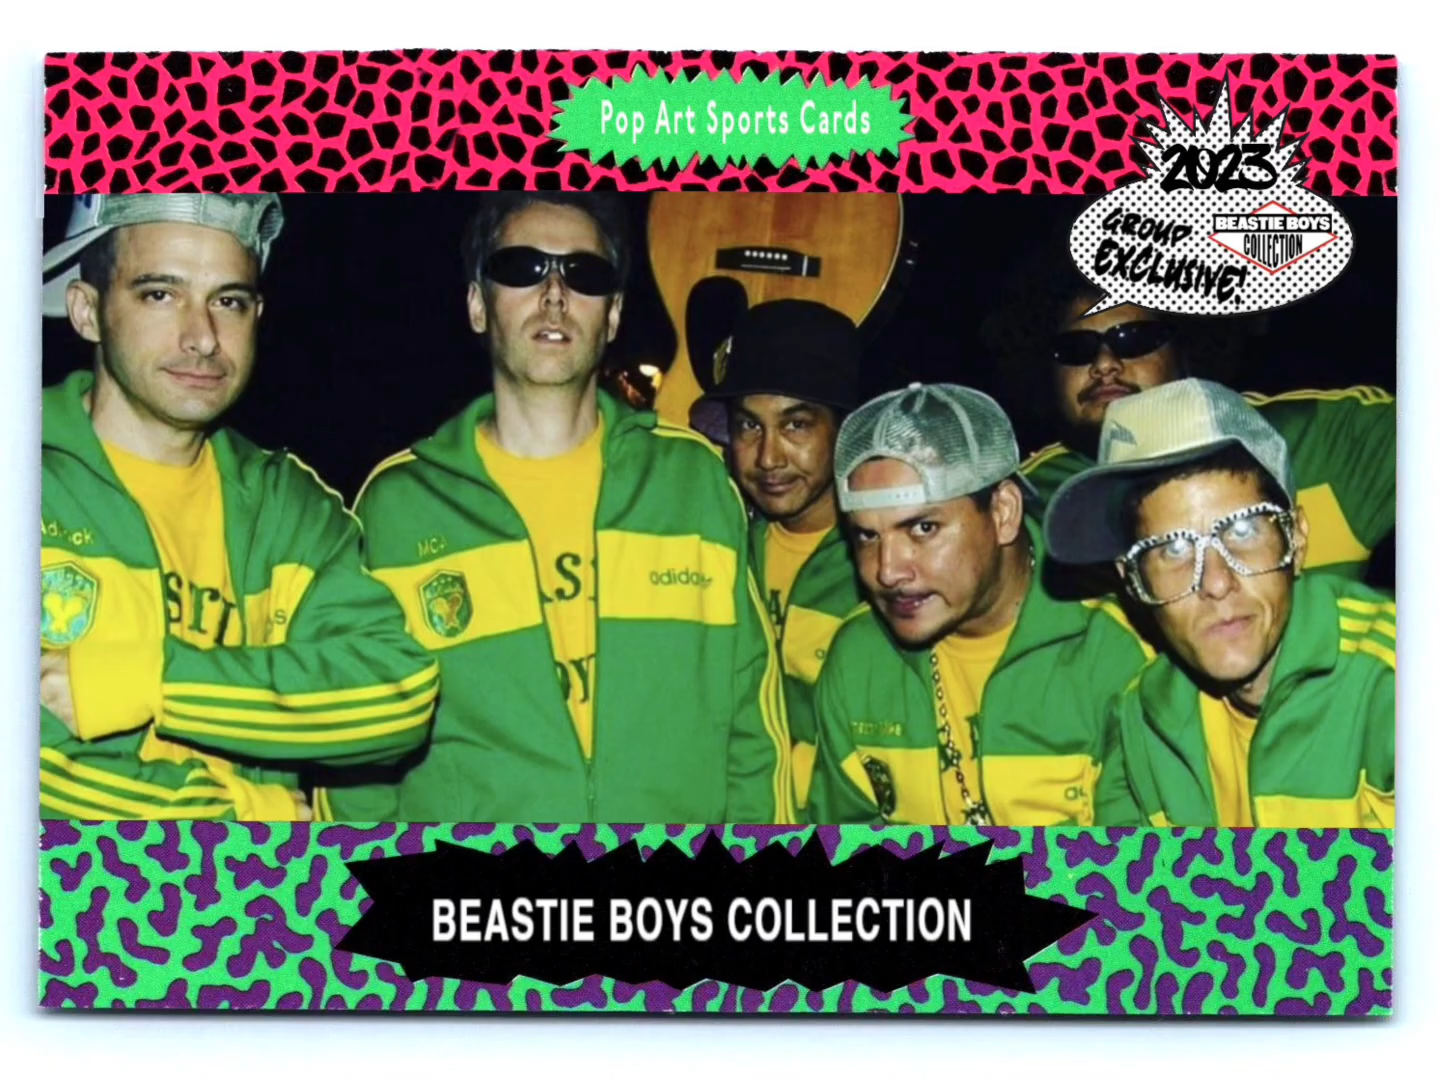 Pop Art Sports Cards
2023
GROUP
EXCLUSIVE!
BEASTIE BOYS
COLLECTION
MCA
adidas
BEASTIE BOYS COLLECTION